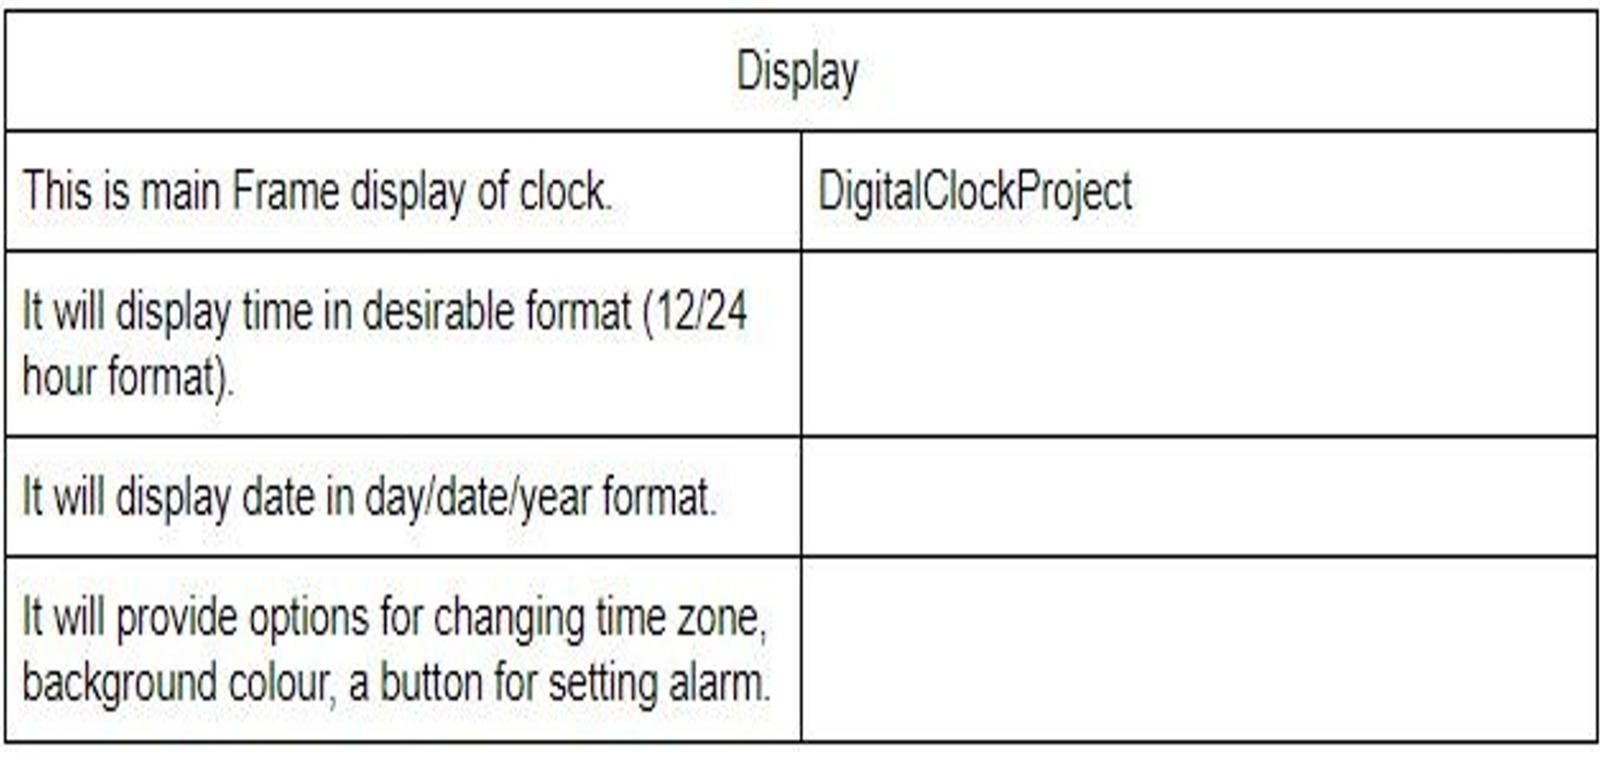 Display
This is main Frame display of clock.
DigitalClockProject
It will display time in desirable format (12/24
hour format).
It will display date in day/date/year format.
It will provide options for changing time zone,
background colour, a button for setting alarm.